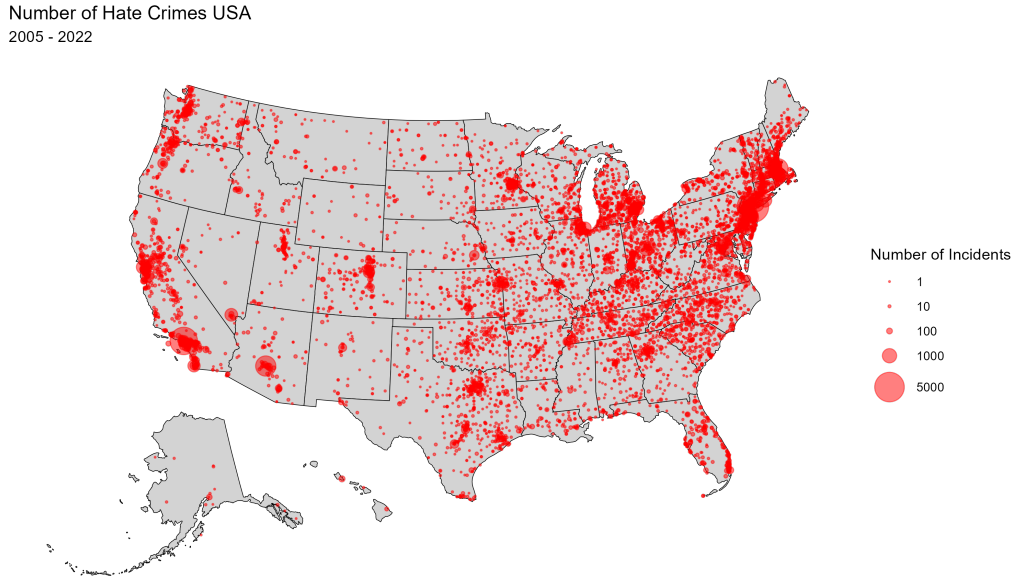 Number of Hate Crimes USA
2005 - 2022
Number of Incidents
1
10
100
1000
5000